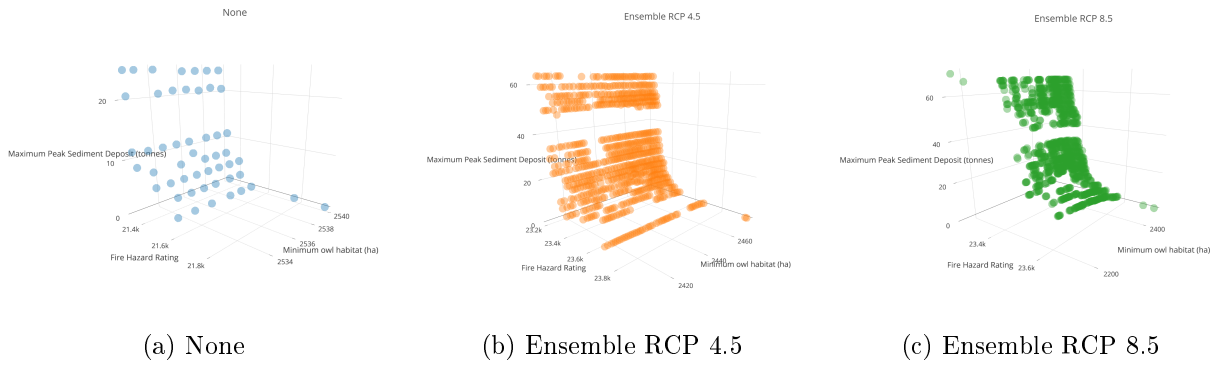 None
20
Maximum Peak Sediment Deposit (tonnes)
10
0
21.4k
21.6k
21.8k
Fire Hazard Rating
2540
2538
2536
2534
Minimum owl habitat (ha)
(a) None
Ensemble RCP 4.5
60
40
Maximum Peak Sediment Deposit (tonnes)
20
0
23.2k
23.4k
23.6k
23.8k
Fire Hazard Rating
2460
2440
2420
Minimum owl habitat (ha)
(b) Ensemble RCP 4.5
Ensemble RCP 8.5
60
40
Maximum Peak Sediment Deposit (tonnes)
20
0
23.4k
23.6k
Fire Hazard Rating
2400
2200
Minimum owl habitat (ha)
(c) Ensemble RCP 8.5